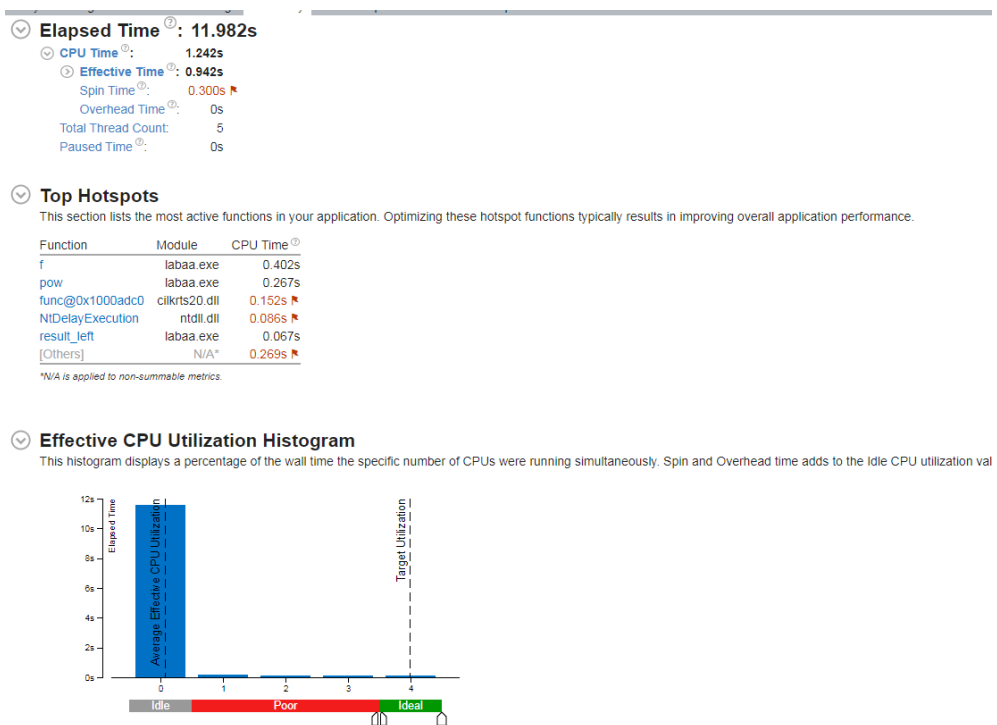 Elapsed Time ?: 11.982s
CPU Time ?: 1.242s
Effective Time ?: 0.942s
Spin Time ?: 0.300s
Overhead Time ?: 0s
Total Thread Count: 5
Paused Time ?: 0s
Top Hotspots
This section lists the most active functions in your application. Optimizing these hotspot functions typically results in improving overall application performance.
Function Module CPU Time ?
f labaa.exe 0.402s
pow labaa.exe 0.267s
func@0x1000adc0 cilkrts20.dll 0.152s
NtDelayExecution ntdll.dll 0.086s
result_left labaa.exe 0.067s
[Others] N/A* 0.269s
*N/A is applied to non-summable metrics.
Effective CPU Utilization Histogram
This histogram displays a percentage of the wall time the specific number of CPUs were running simultaneously. Spin and Overhead time adds to the Idle CPU utilization val
12s
10s
8s
6s
4s
2s
0s
Elapsed Time
Average Effective CPU Utilization
Target Utilization
0 1 2 3 4
Idle Poor Ideal